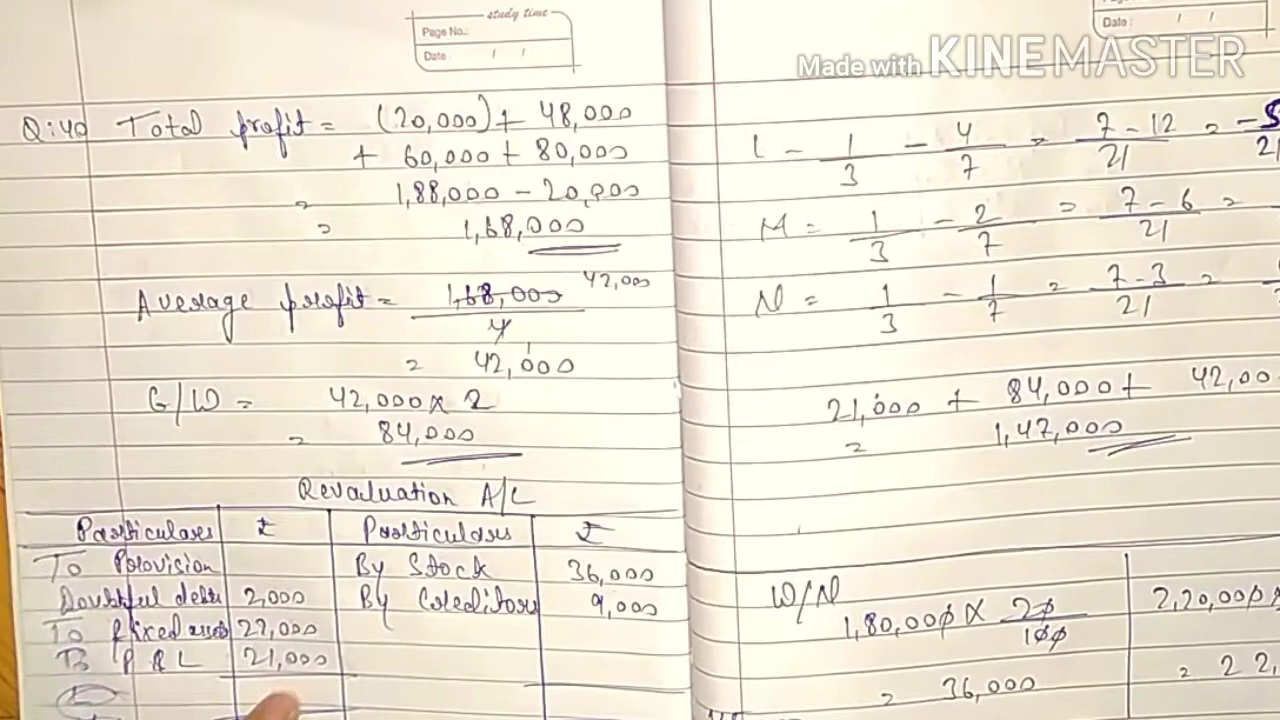 study time
Page No.:
Date / /
Q:40 Total profit = (20,000) + 48,000
+ 60,000 + 80,000
= 1,88,000 - 20,000
= 1,68,000
Average profit = 1,68,000 / 4 42,000
= 42,000
G/W = 42,000 x 2
= 84,000
Revaluation A/c
Particulars ₹ Particulars ₹
To Provision By Stock 36,000
Doubtful debts 2,000 By Creditors 9,000
To fixed assets 22,000
To P & L 21,000
Date : / /
Made with KINEMASTER
L - 1/3 - 4/7 = 7 - 12 / 21 = -5/21
M = 1/3 - 2/7 = 7 - 6 / 21 =
N = 1/3 - 1/7 = 7 - 3 / 21 =
21,000 + 84,000 + 42,00
= 1,47,000
W/N
1,80,000 x 20/100 2,20,000 x
= 36,000 = 22,